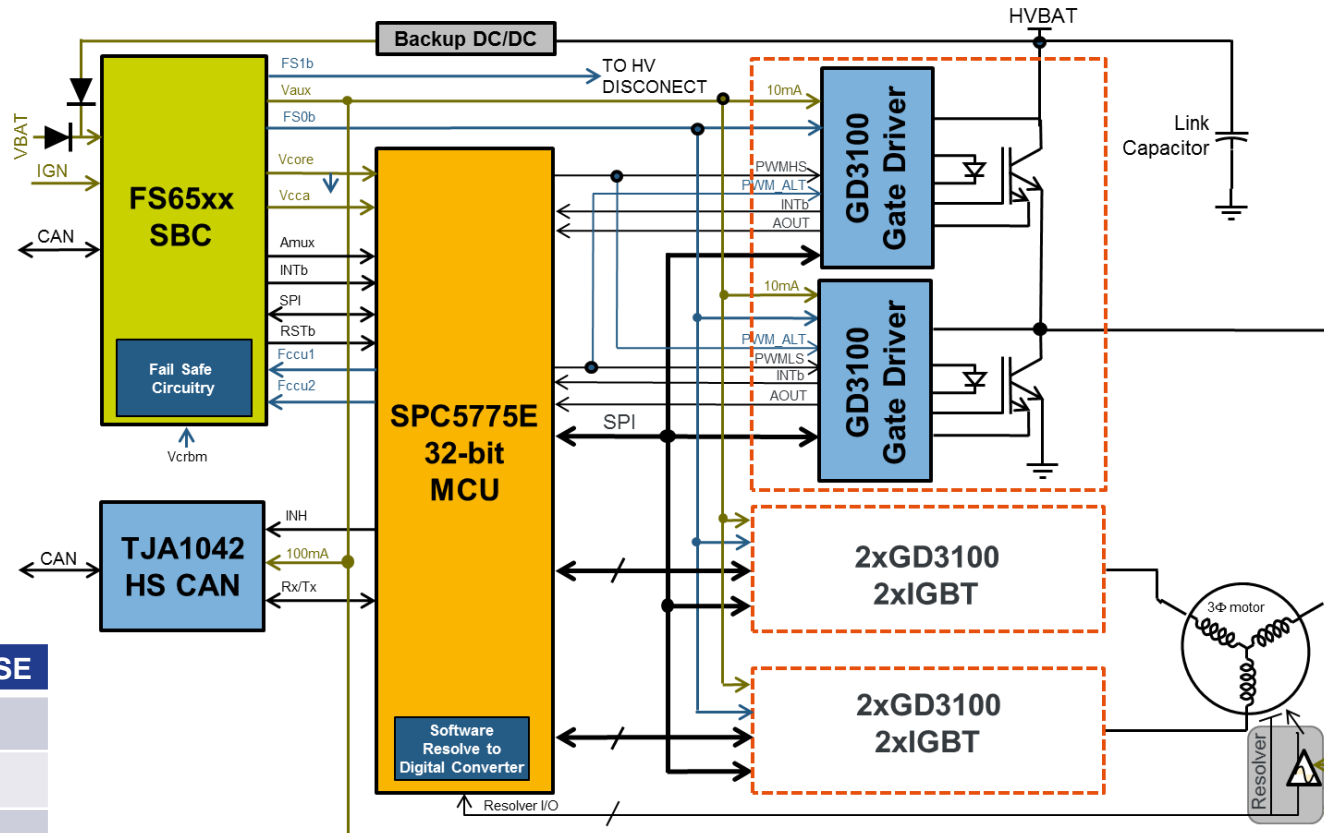 HVBAT
Backup DC/DC
FS1b
TO HV
DISCONECT
Vaux
10mA
FS0b
VBAT
IGN
FS65xx
SBC
Vcore
Vcca
CAN
Amux
INTb
SPI
RSTb
Fccu1
Fccu2
Fail Safe
Circuitry
Vcrbm
GD3100
Gate Driver
PWMHS
PWM_ALT
INTb
AOUT
Link
Capacitor
10mA
GD3100
Gate Driver
PWM_ALT
PWMLS
INTb
AOUT
SPI
SPC5775E
32-bit
MCU
TJA1042
HS CAN
CAN
INH
100mA
Rx/Tx
2xGD3100
2xIGBT
3Φ motor
2xGD3100
2xIGBT
Software
Resolve to
Digital Converter
Resolver I/O
Resolver
SE